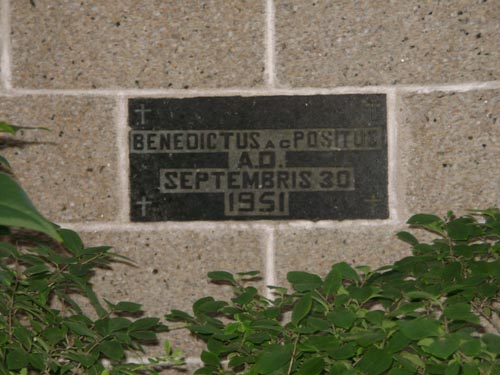 BENEDICTUS AC POSITUS
A.D.
SEPTEMBRIS 30
1951